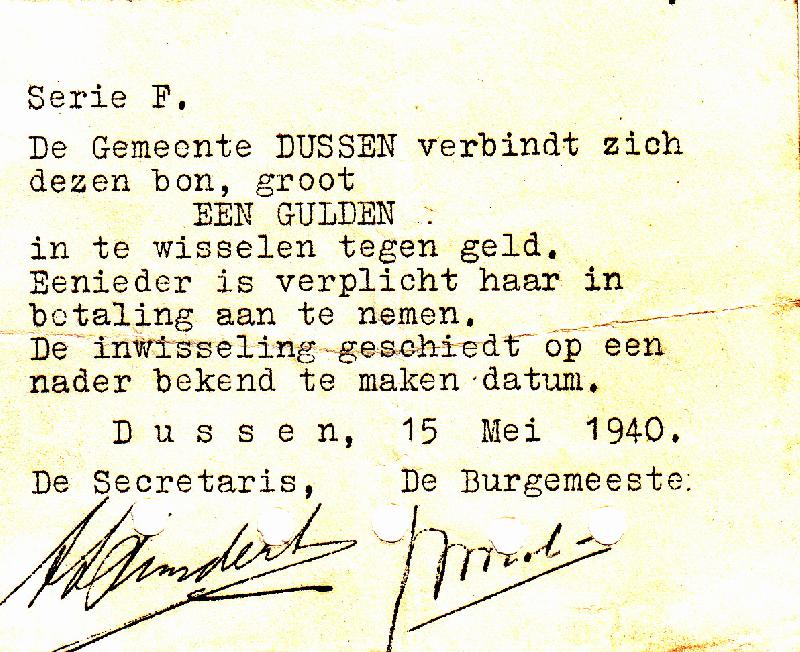 Serie F.
De Gemeente DUSSEN verbindt zich
dezen bon, groot
EEN GULDEN
in te wisselen tegen geld.
Eenieder is verplicht haar in
betaling aan te nemen.
De inwisseling geschiedt op een
nader bekend te maken datum.
Dussen, 15 Mei 1940.
De Secretaris, De Burgemeeste